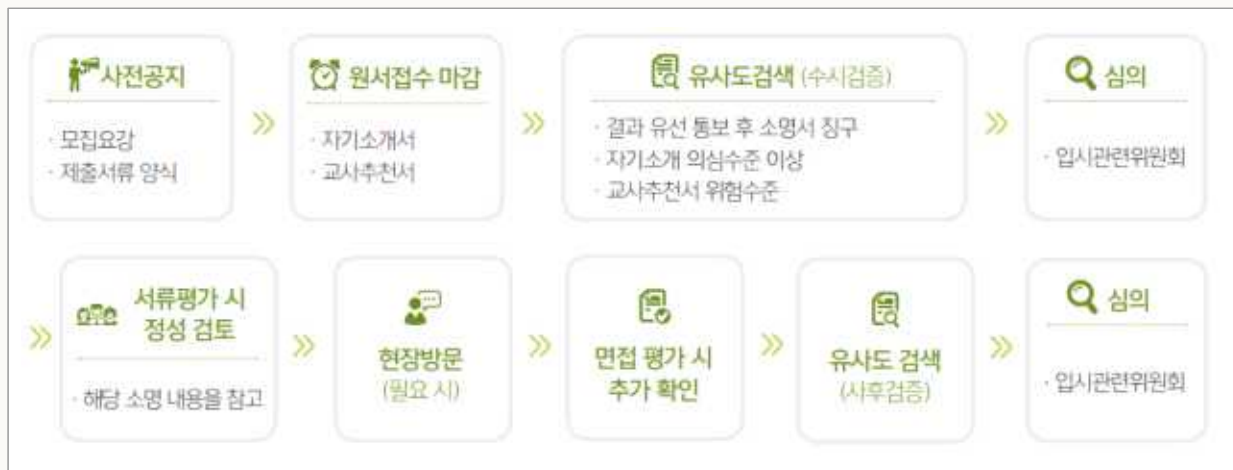 사전공지
· 모집요강
· 제출서류 양식
원서접수 마감
· 자기소개서
· 교사추천서
유사도검색 (수시검증)
· 결과 유선 통보 후 소명서 징구
· 자기소개 의심수준 이상
· 교사추천서 위험수준
심의
· 입시관련위원회
서류평가 시
정성 검토
· 해당 소명 내용을 참고
현장방문
(필요 시)
면접 평가 시
추가 확인
유사도 검색
(사후검증)
심의
· 입시관련위원회